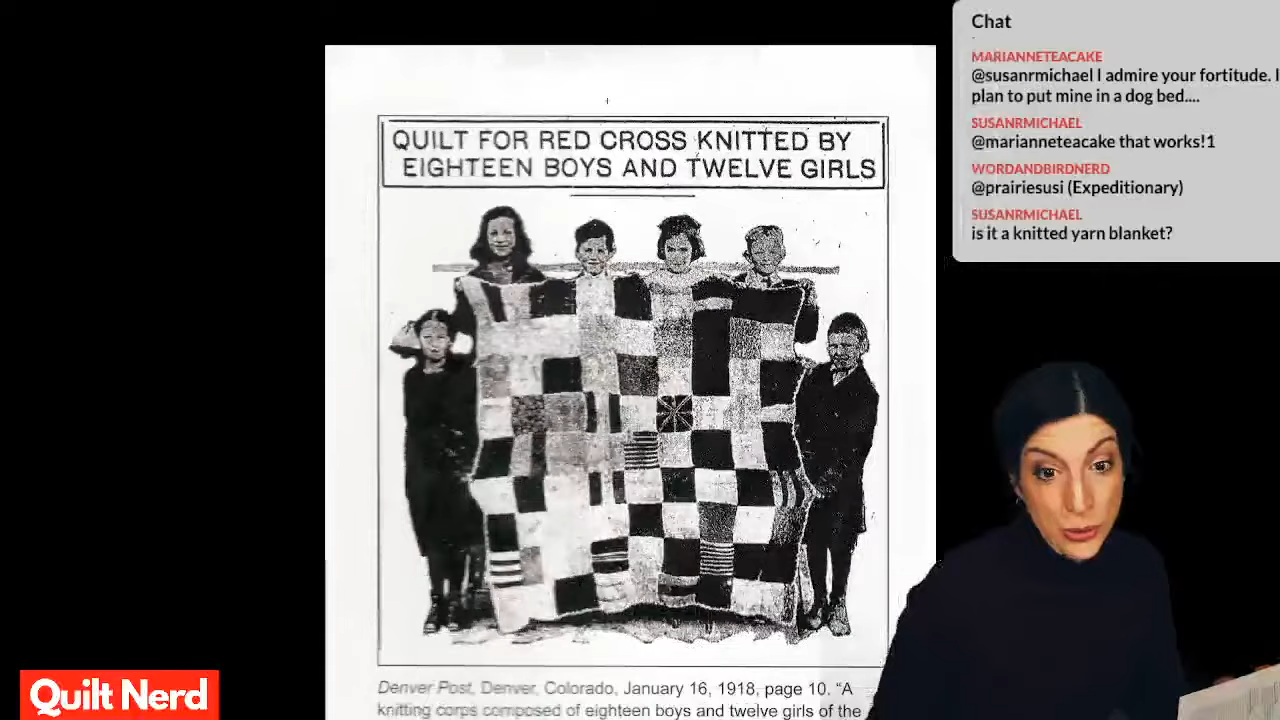 QUILT FOR RED CROSS KNITTED BY
EIGHTEEN BOYS AND TWELVE GIRLS
Denver Post, Denver, Colorado, January 16, 1918, page 10. "A
knitting corps composed of eighteen boys and twelve girls of the
Chat
MARIANNETEACAKE
@susanrmichael I admire your fortitude. I
plan to put mine in a dog bed....
SUSANRMICHAEL
@marianneteacake that works!1
WORDANDBIRDNERD
@prairiesusi (Expeditionary)
SUSANRMICHAEL
is it a knitted yarn blanket?
Quilt Nerd